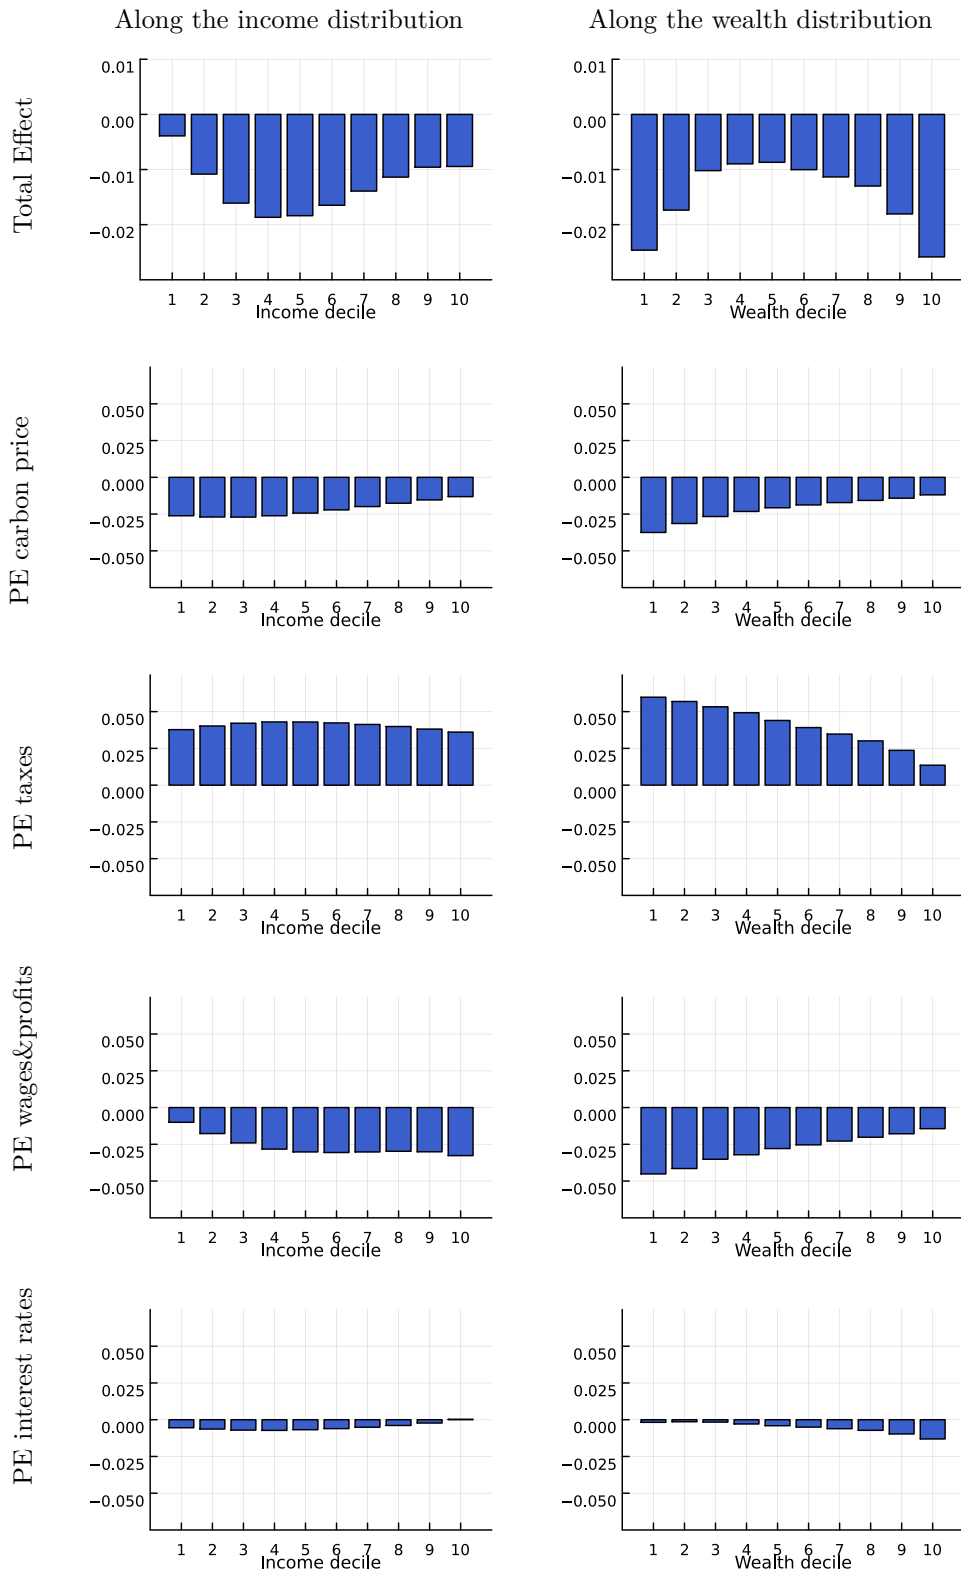 Along the income distribution
Along the wealth distribution
Total Effect
0.01
0.00
−0.01
−0.02
1 2 3 4 5 6 7 8 9 10
Income decile
0.01
0.00
−0.01
−0.02
1 2 3 4 5 6 7 8 9 10
Wealth decile
PE carbon price
0.050
0.025
0.000
−0.025
−0.050
1 2 3 4 5 6 7 8 9 10
Income decile
0.050
0.025
0.000
−0.025
−0.050
1 2 3 4 5 6 7 8 9 10
Wealth decile
PE taxes
0.050
0.025
0.000
−0.025
−0.050
1 2 3 4 5 6 7 8 9 10
Income decile
0.050
0.025
0.000
−0.025
−0.050
1 2 3 4 5 6 7 8 9 10
Wealth decile
PE wages&profits
0.050
0.025
0.000
−0.025
−0.050
1 2 3 4 5 6 7 8 9 10
Income decile
0.050
0.025
0.000
−0.025
−0.050
1 2 3 4 5 6 7 8 9 10
Wealth decile
PE interest rates
0.050
0.025
0.000
−0.025
−0.050
1 2 3 4 5 6 7 8 9 10
Income decile
0.050
0.025
0.000
−0.025
−0.050
1 2 3 4 5 6 7 8 9 10
Wealth decile